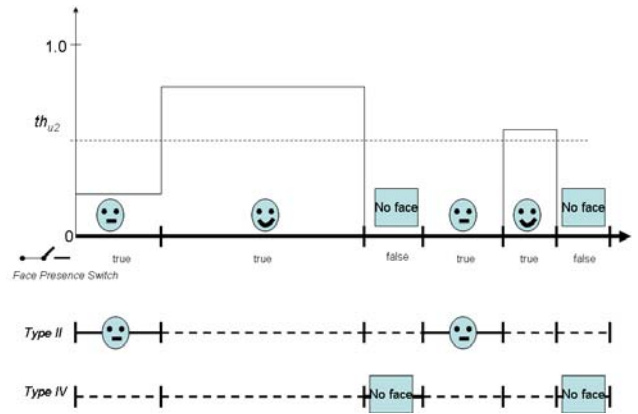 1.0
th_u2
No face
No face
0
true
true
false
true
true
false
Face Presence Switch
Type II
Type IV
No face
No face